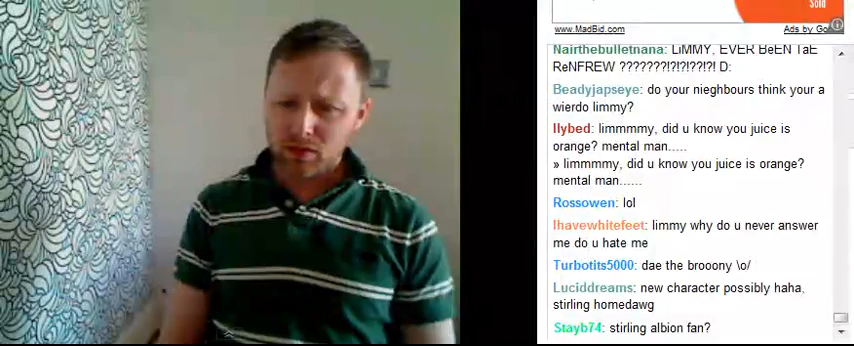 Sold
www.MadBid.com
Ads by Go
Nairthebulletnana: LiMMY, EVER BeEN TaE
ReNFREW ???????!?!?!??!?! D:
Beadyjapseye: do your nieghbours think your a
wierdo limmy?
Ilybed: limmmmy, did u know you juice is
orange? mental man.....
» limmmmy, did u know you juice is orange?
mental man......
Rossowen: lol
Ihavewhitefeet: limmy why do u never answer
me do u hate me
Turbotits5000: dae the brooony \o/
Luciddreams: new character possibly haha,
stirling homedawg
Stayb74: stirling albion fan?